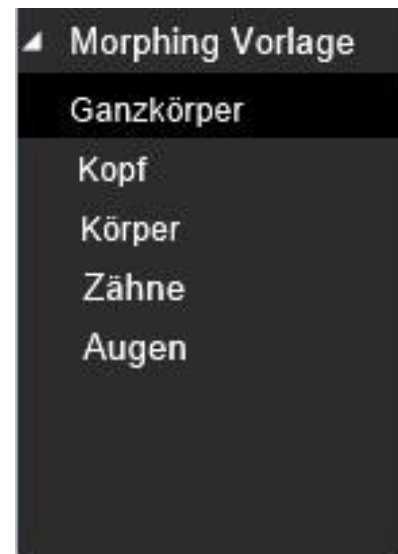 Morphing Vorlage
Ganzkörper
Kopf
Körper
Zähne
Augen